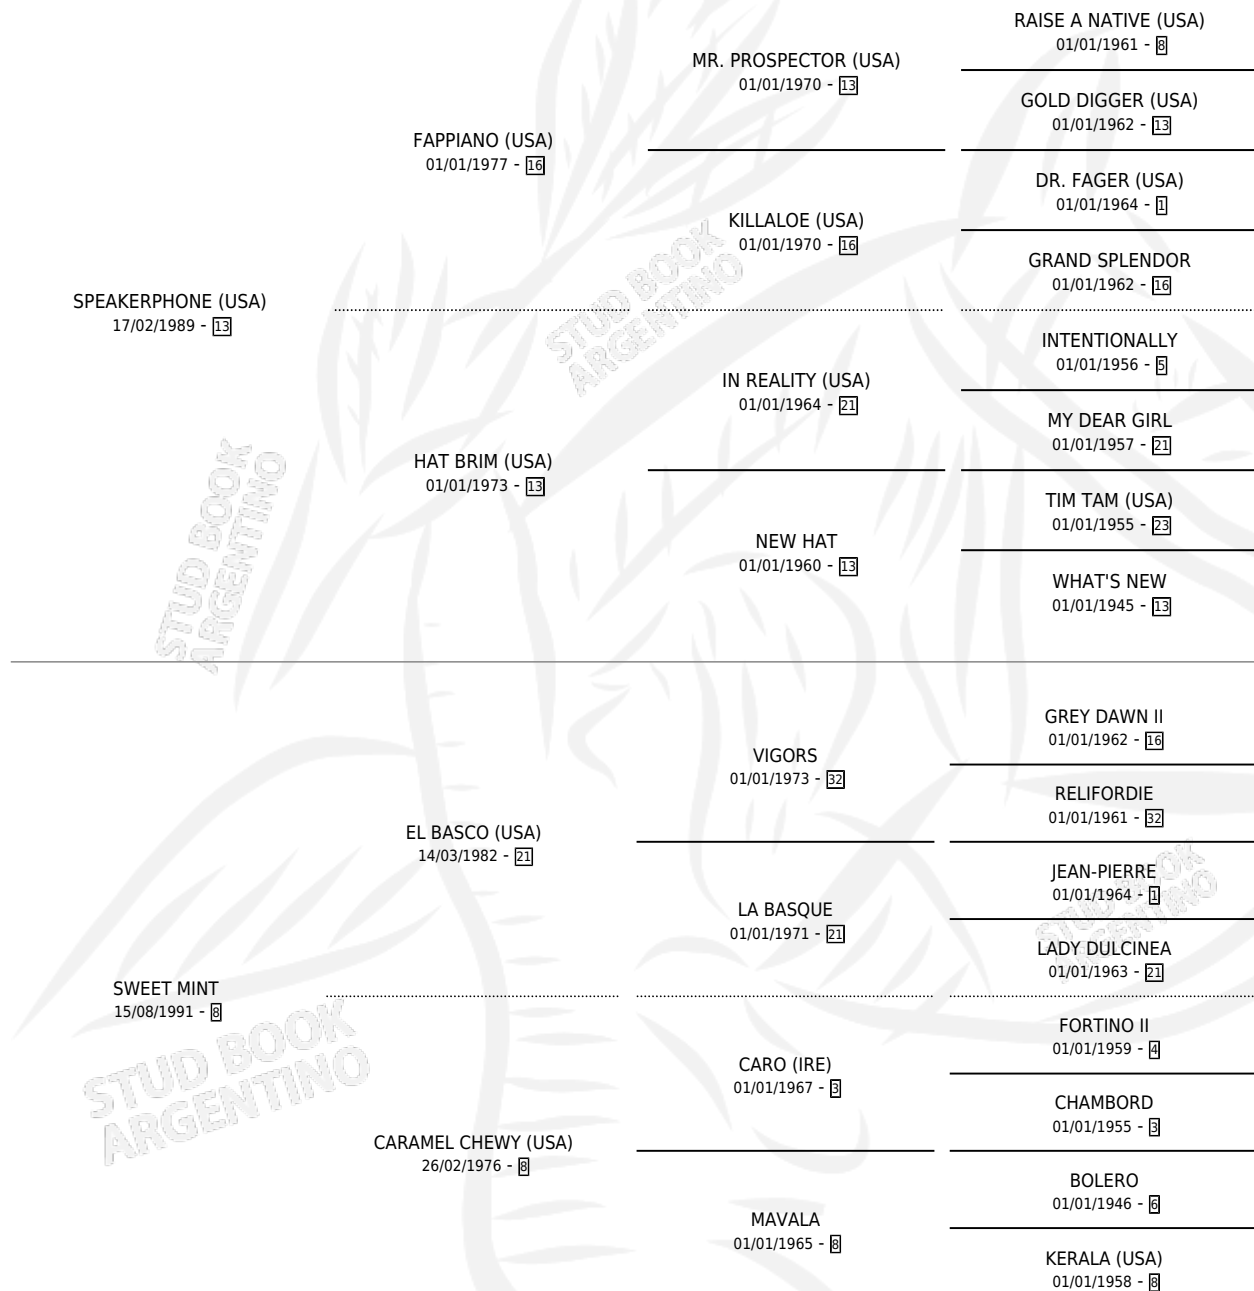 RAISE A NATIVE (USA)
01/01/1961 - 8
MR. PROSPECTOR (USA)
01/01/1970 - 13
GOLD DIGGER (USA)
01/01/1962 - 13
FAPPIANO (USA)
01/01/1977 - 16
DR. FAGER (USA)
01/01/1964 - 1
KILLALOE (USA)
01/01/1970 - 16
GRAND SPLENDOR
01/01/1962 - 16
SPEAKERPHONE (USA)
17/02/1989 - 13
INTENTIONALLY
01/01/1956 - 5
IN REALITY (USA)
01/01/1964 - 21
MY DEAR GIRL
01/01/1957 - 21
HAT BRIM (USA)
01/01/1973 - 13
TIM TAM (USA)
01/01/1955 - 23
NEW HAT
01/01/1960 - 13
WHAT'S NEW
01/01/1945 - 13
GREY DAWN II
01/01/1962 - 16
VIGORS
01/01/1973 - 32
RELIFORDIE
01/01/1961 - 32
EL BASCO (USA)
14/03/1982 - 21
JEAN-PIERRE
01/01/1964 - 1
LA BASQUE
01/01/1971 - 21
LADY DULCINEA
01/01/1963 - 21
SWEET MINT
15/08/1991 - 8
FORTINO II
01/01/1959 - 4
CARO (IRE)
01/01/1967 - 3
CHAMBORD
01/01/1955 - 3
CARAMEL CHEWY (USA)
26/02/1976 - 8
BOLERO
01/01/1946 - 6
MAVALA
01/01/1965 - 8
KERALA (USA)
01/01/1958 - 8
STUD BOOK
ARGENTINO
STUD BOOK
ARGENTINO
STUD BOOK
ARGENTINO
STUD BOOK
ARGENTINO